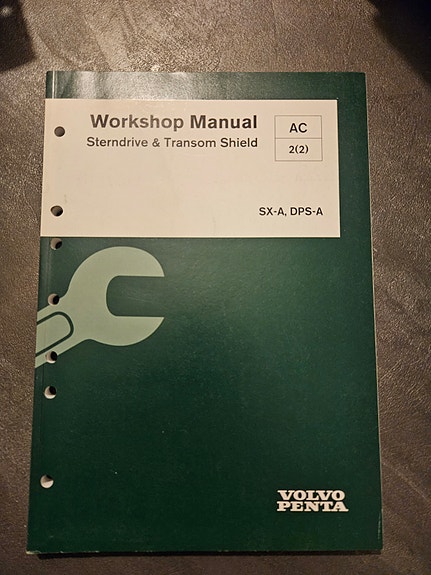 Workshop Manual
Sterndrive & Transom Shield
AC
2(2)
SX-A, DPS-A
VOLVO
PENTA